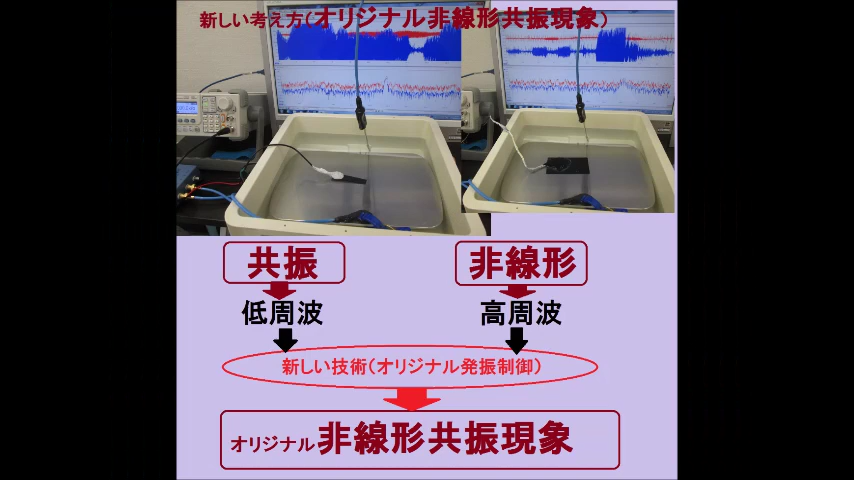 新しい考え方（オリジナル非線形共振現象）
共振
非線形
低周波
高周波
新しい技術（オリジナル発振制御）
オリジナル非線形共振現象